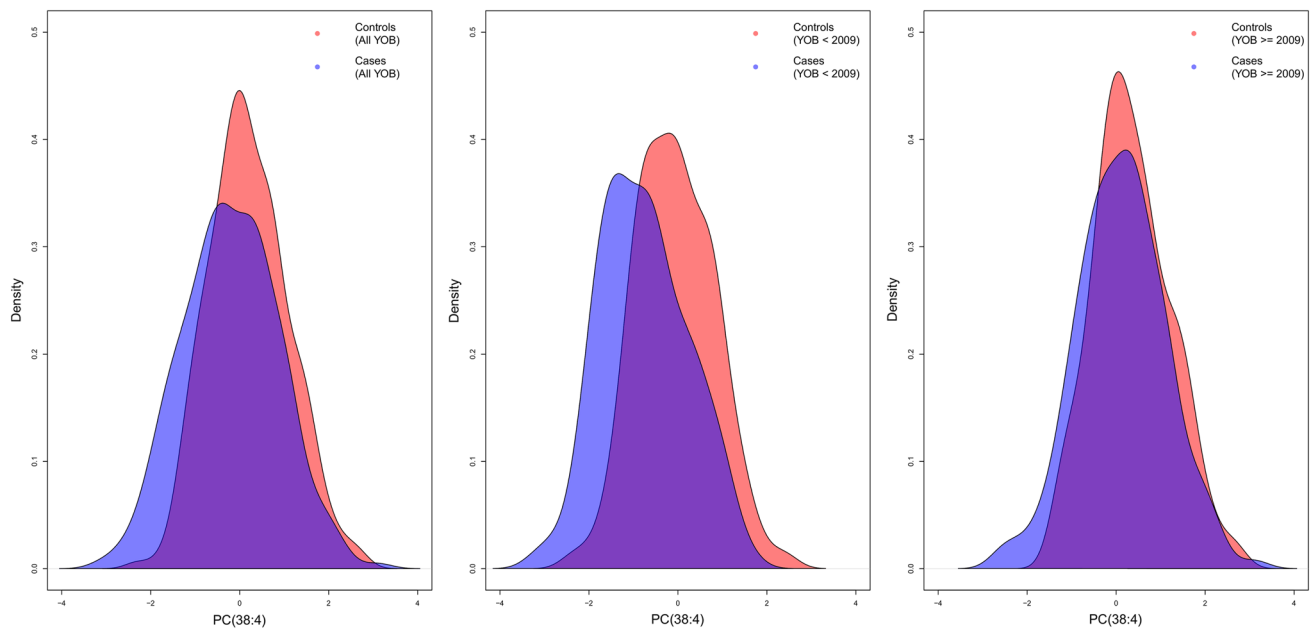 Controls
(All YOB)
Cases
(All YOB)
0.5
0.4
0.3
0.2
0.1
0.0
Density
−4
−2
0
2
4
PC(38:4)
Controls
(YOB < 2009)
Cases
(YOB < 2009)
0.5
0.4
0.3
0.2
0.1
0.0
Density
−4
−2
0
2
4
PC(38:4)
Controls
(YOB >= 2009)
Cases
(YOB >= 2009)
0.5
0.4
0.3
0.2
0.1
0.0
Density
−4
−2
0
2
4
PC(38:4)